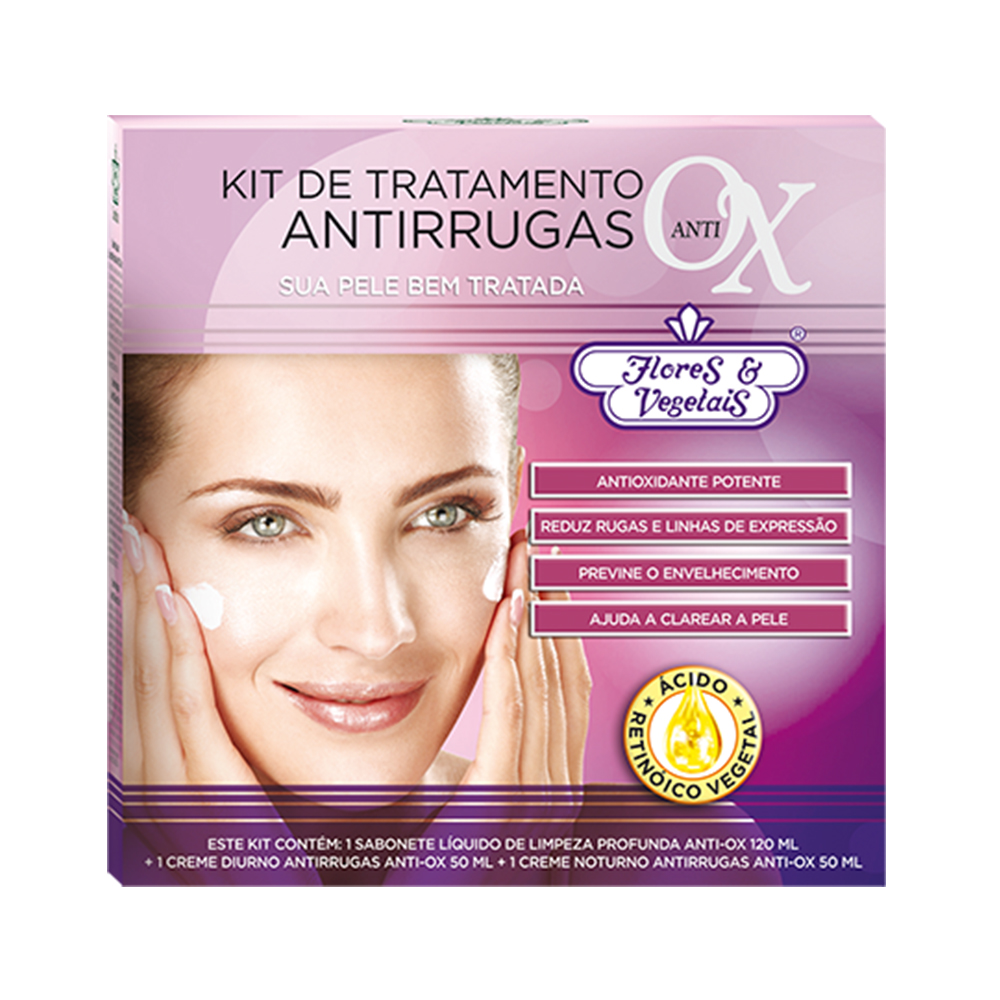 KIT DE TRATAMENTO
ANTIRRUGAS
ANTI OX
SUA PELE BEM TRATADA
Flores &
Vegetais
®
ANTIOXIDANTE POTENTE
REDUZ RUGAS E LINHAS DE EXPRESSÃO
PREVINE O ENVELHECIMENTO
AJUDA A CLAREAR A PELE
ÁCIDO
RETINÓICO VEGETAL
ESTE KIT CONTÉM: 1 SABONETE LÍQUIDO DE LIMPEZA PROFUNDA ANTI-OX 120 ML
+ 1 CREME DIURNO ANTIRRUGAS ANTI-OX 50 ML + 1 CREME NOTURNO ANTIRRUGAS ANTI-OX 50 ML